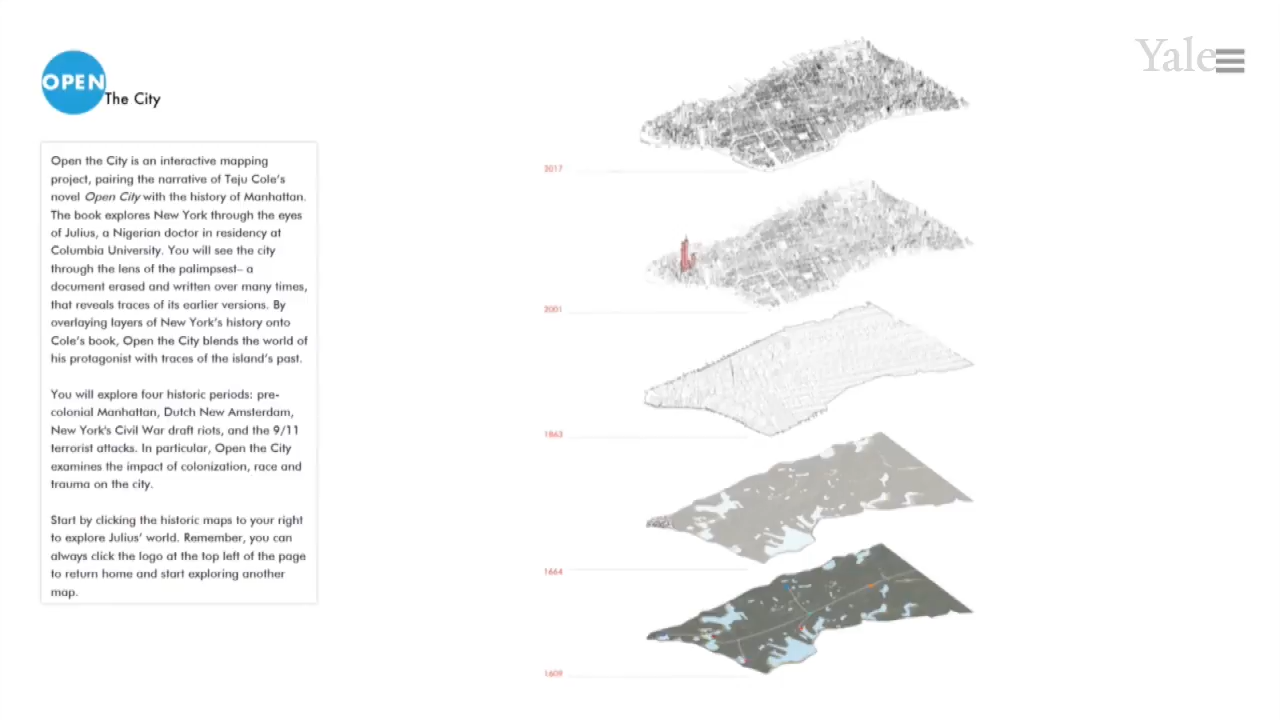 Yale
OPEN
The City
Open the City is an interactive mapping
project, pairing the narrative of Teju Cole's
novel Open City with the history of Manhattan.
The book explores New York through the eyes
of Julius, a Nigerian doctor in residency at
Columbia University. You will see the city
through the lens of the palimpsest– a
document erased and written over many times,
that reveals traces of its earlier versions. By
overlaying layers of New York's history onto
Cole's book, Open the City blends the world of
his protagonist with traces of the island's past.
You will explore four historic periods: pre-
colonial Manhattan, Dutch New Amsterdam,
New York's Civil War draft riots, and the 9/11
terrorist attacks. In particular, Open the City
examines the impact of colonization, race and
trauma on the city.
Start by clicking the historic maps to your right
to explore Julius' world. Remember, you can
always click the logo at the top left of the page
to return home and start exploring another
map.
2017
2001
1863
1664
1609